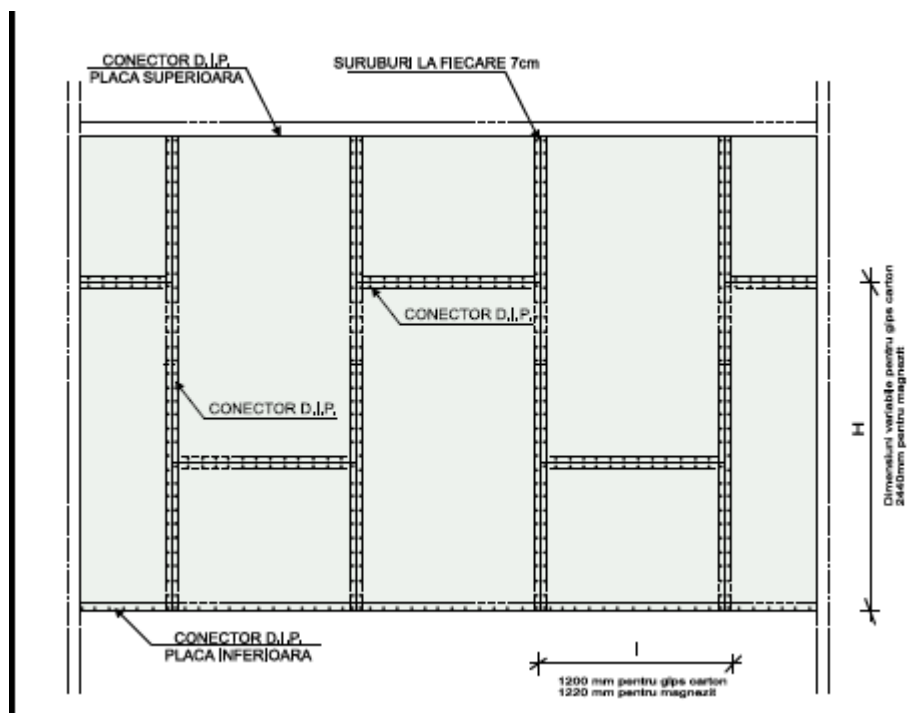 CONECTOR D.I.P.
PLACA SUPERIOARA
SURUBURI LA FIECARE 7cm
CONECTOR D.I.P.
CONECTOR D.I.P.
CONECTOR D.I.P.
PLACA INFERIOARA
H
Dimensiuni variabile pentru gips carton
2440mm pentru magnezit
l
1200 mm pentru gips carton
1220 mm pentru magnezit